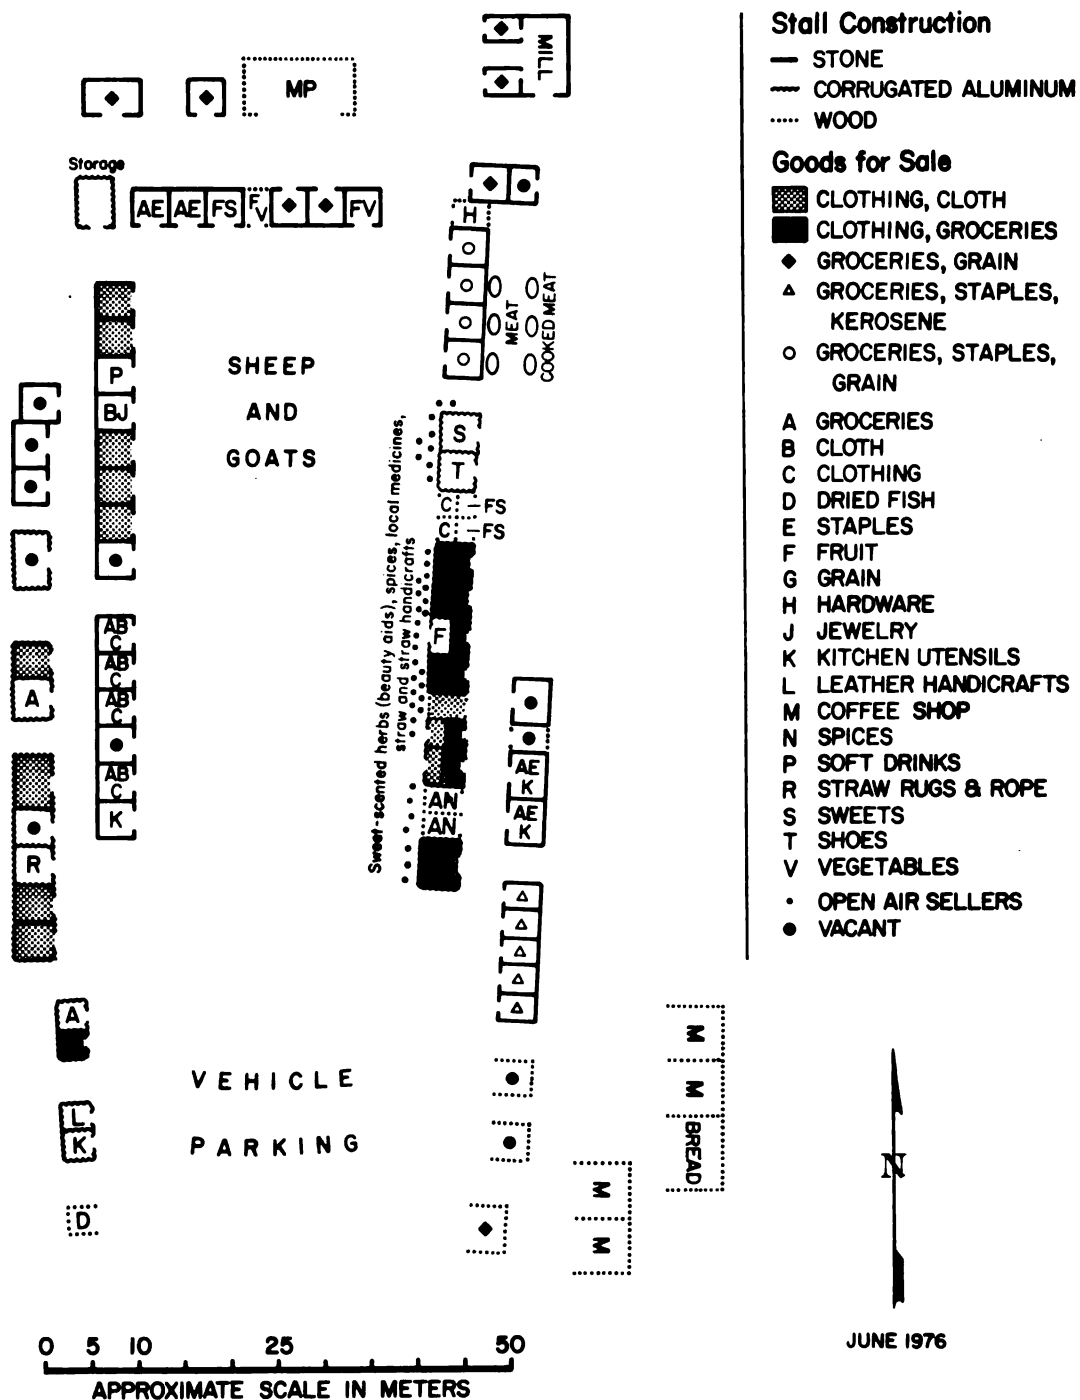 MILL
MP
Storage
AE
AE
FS
F
V
FV
H
MEAT
COOKED MEAT
SHEEP
AND
GOATS
P
BJ
S
T
C
-FS
C
-FS
Sweet-scented herbs (beauty aids), spices, local medicines,
straw and straw handicrafts
F
AB
C
AB
C
AB
C
AB
C
K
A
R
AE
K
AE
K
AN
AN
A
L
K
D
VEHICLE
PARKING
M
M
BREAD
M
M
0 5 10 25 50
APPROXIMATE SCALE IN METERS
Stall Construction
STONE
CORRUGATED ALUMINUM
WOOD
Goods for Sale
CLOTHING, CLOTH
CLOTHING, GROCERIES
GROCERIES, GRAIN
GROCERIES, STAPLES,
KEROSENE
GROCERIES, STAPLES,
GRAIN
A GROCERIES
B CLOTH
C CLOTHING
D DRIED FISH
E STAPLES
F FRUIT
G GRAIN
H HARDWARE
J JEWELRY
K KITCHEN UTENSILS
L LEATHER HANDICRAFTS
M COFFEE SHOP
N SPICES
P SOFT DRINKS
R STRAW RUGS & ROPE
S SWEETS
T SHOES
V VEGETABLES
OPEN AIR SELLERS
VACANT
N
JUNE 1976